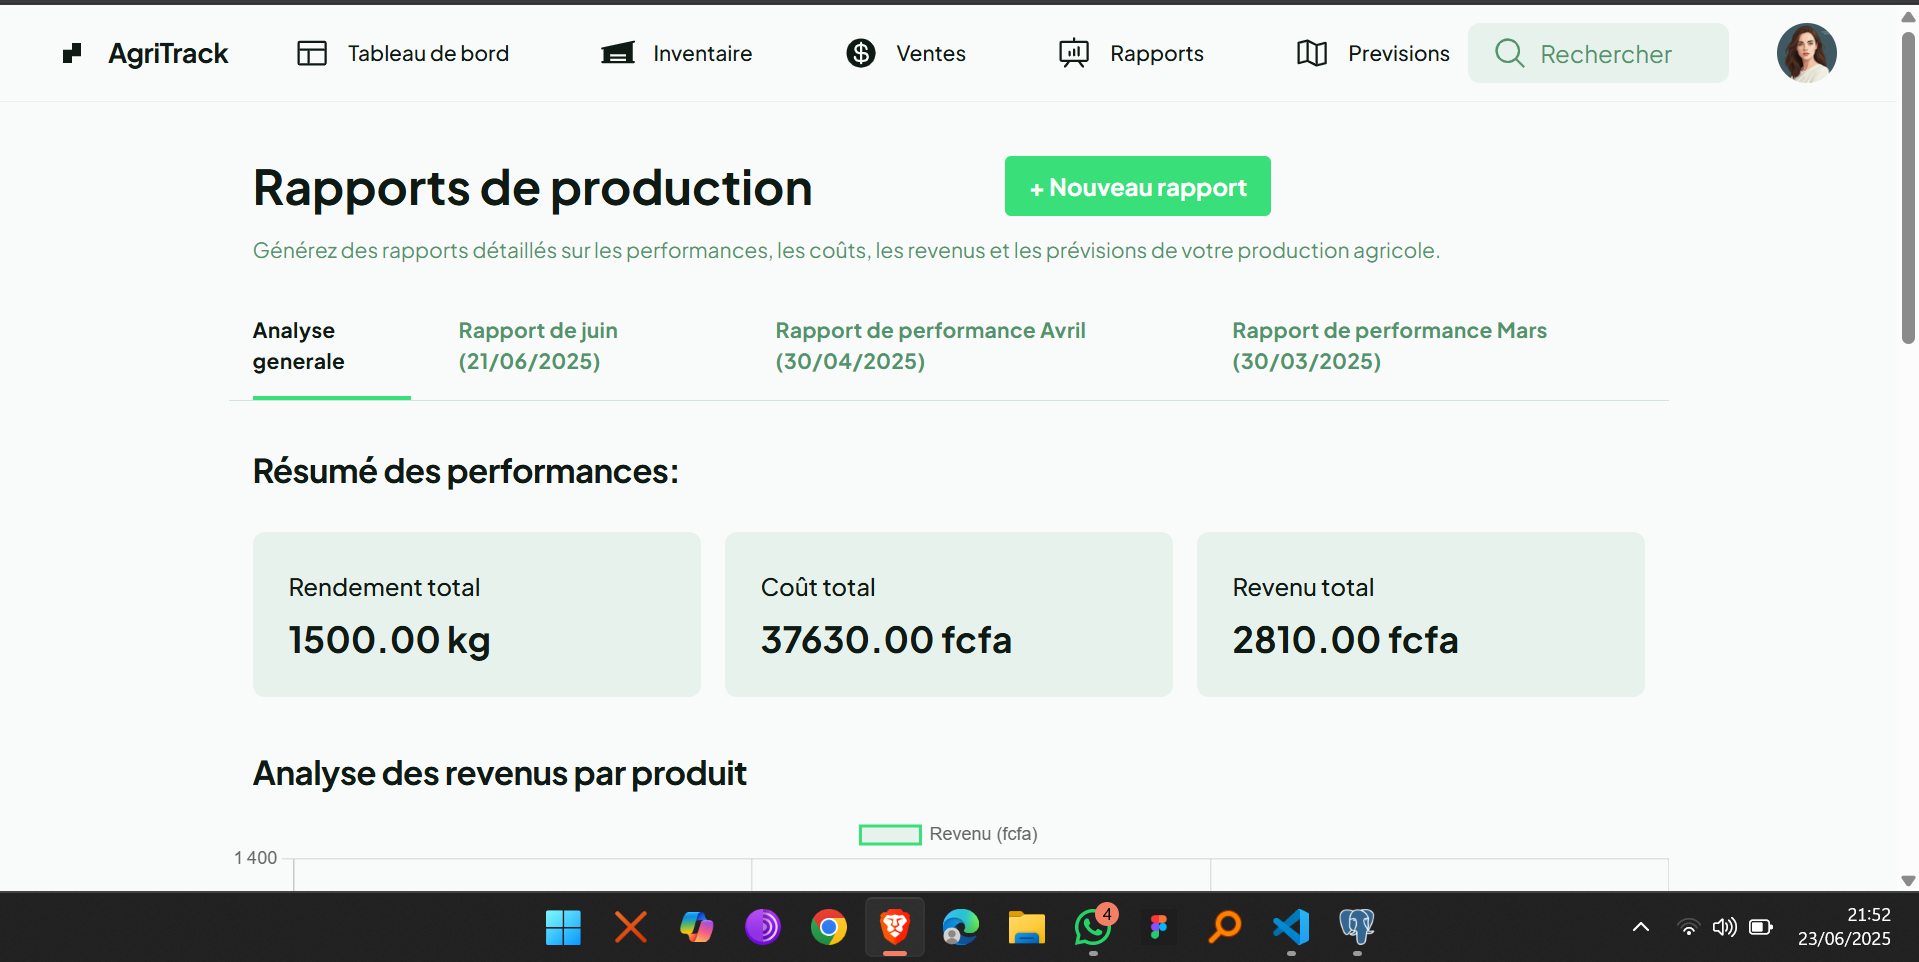 AgriTrack
Tableau de bord
Inventaire
Ventes
Rapports
Previsions
Rechercher
Rapports de production
+ Nouveau rapport
Générez des rapports détaillés sur les performances, les coûts, les revenus et les prévisions de votre production agricole.
Analyse
generale
Rapport de juin
(21/06/2025)
Rapport de performance Avril
(30/04/2025)
Rapport de performance Mars
(30/03/2025)
Résumé des performances:
Rendement total
1500.00 kg
Coût total
37630.00 fcfa
Revenu total
2810.00 fcfa
Analyse des revenus par produit
Revenu (fcfa)
1 400
4
21:52
23/06/2025